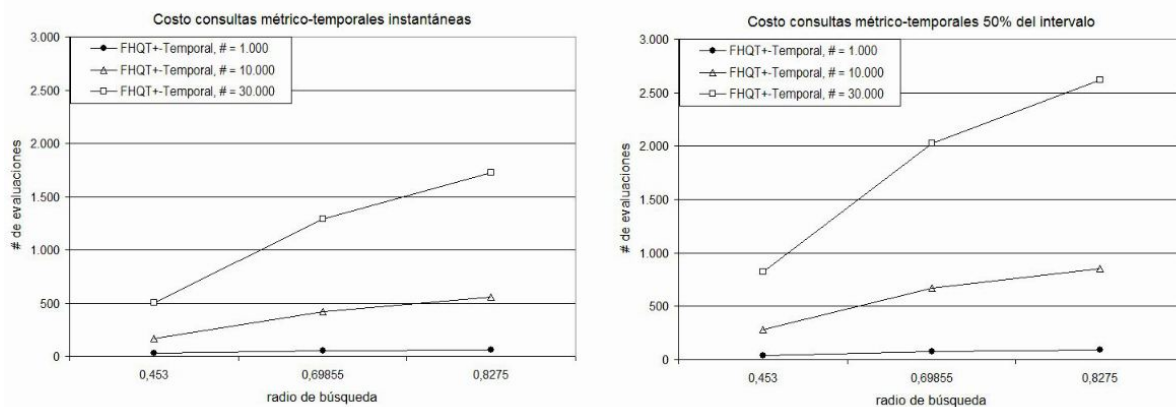 Costo consultas métrico-temporales instantáneas
3.000
2.500
2.000
1.500
1.000
500
0
FHQT+-Temporal, # = 1.000
FHQT+-Temporal, # = 10.000
FHQT+-Temporal, # = 30.000
# de evaluaciones
0,453
0,69855
0,8275
radio de búsqueda
Costo consultas métrico-temporales 50% del intervalo
3.000
2.500
2.000
1.500
1.000
500
0
FHQT+-Temporal, # = 1.000
FHQT+-Temporal, # = 10.000
FHQT+-Temporal, # = 30.000
# de evaluaciones
0,453
0,69855
0,8275
radio de búsqueda